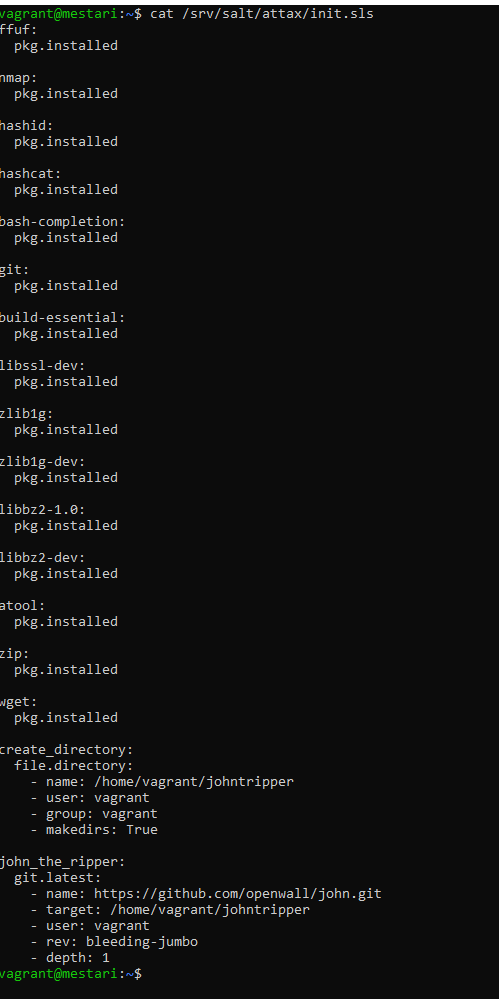 vagrant@mestari:~$ cat /srv/salt/attax/init.sls
ffuf:
  pkg.installed

nmap:
  pkg.installed

hashid:
  pkg.installed

hashcat:
  pkg.installed

bash-completion:
  pkg.installed

git:
  pkg.installed

build-essential:
  pkg.installed

libssl-dev:
  pkg.installed

zlib1g:
  pkg.installed

zlib1g-dev:
  pkg.installed

libbz2-1.0:
  pkg.installed

libbz2-dev:
  pkg.installed

atool:
  pkg.installed

zip:
  pkg.installed

wget:
  pkg.installed

create_directory:
  file.directory:
    - name: /home/vagrant/johntripper
    - user: vagrant
    - group: vagrant
    - makedirs: True

john_the_ripper:
  git.latest:
    - name: https://github.com/openwall/john.git
    - target: /home/vagrant/johntripper
    - user: vagrant
    - rev: bleeding-jumbo
    - depth: 1
vagrant@mestari:~$